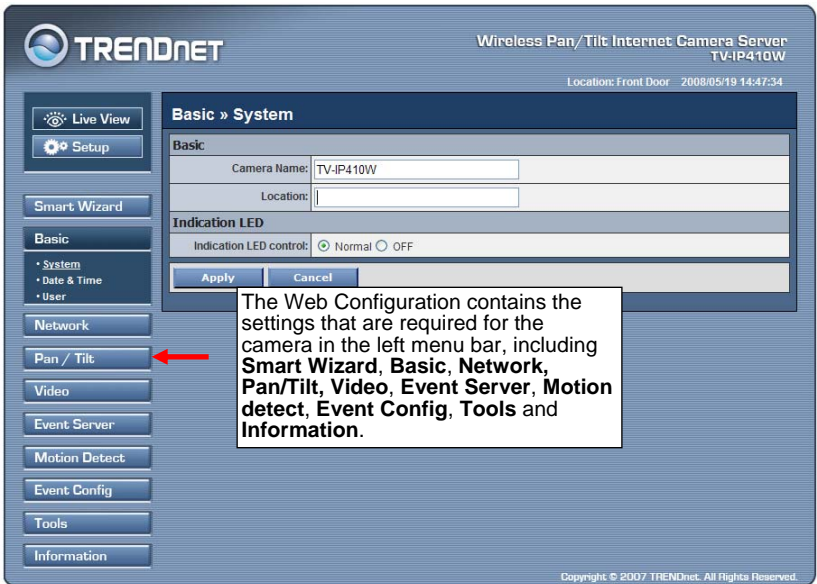 TRENDNET
Wireless Pan/Tilt Internet Camera Server
TV-IP410W
Location: Front Door 2008/05/19 14:47:34
Live View
Setup
Smart Wizard
Basic
• System
• Date & Time
• User
Network
Pan / Tilt
Video
Event Server
Motion Detect
Event Config
Tools
Information
Basic » System
Basic
Camera Name: TV-IP410W
Location:
Indication LED
Indication LED control: Normal OFF
Apply Cancel
The Web Configuration contains the
settings that are required for the
camera in the left menu bar, including
Smart Wizard, Basic, Network,
Pan/Tilt, Video, Event Server, Motion
detect, Event Config, Tools and
Information.
Copyright © 2007 TRENDnet. All Rights Reserved.